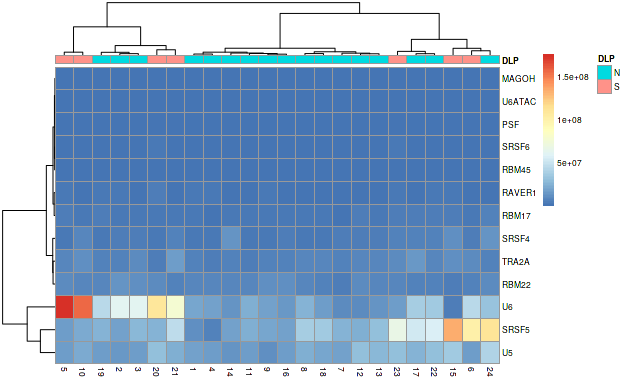 DLP
MAGOH
U6ATAC
PSF
SRSF6
RBM45
RAVER1
RBM17
SRSF4
TRA2A
RBM22
U6
SRSF5
U5
5 10 19 2 3 20 21 1 4 14 11 9 16 8 18 7 12 13 23 17 22 15 6 24
1.5e+08
1e+08
5e+07
DLP
N
S